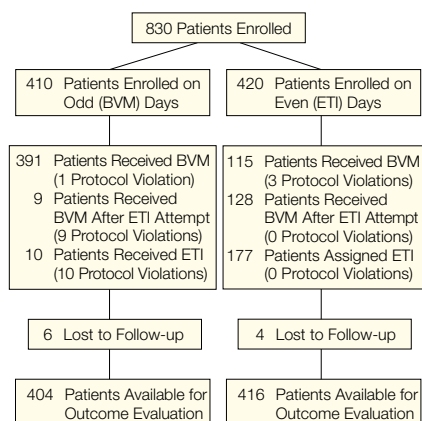 830 Patients Enrolled
410 Patients Enrolled on
Odd (BVM) Days
420 Patients Enrolled on
Even (ETI) Days
391 Patients Received BVM
(1 Protocol Violation)
9 Patients Received
BVM After ETI Attempt
(9 Protocol Violations)
10 Patients Received ETI
(10 Protocol Violations)
115 Patients Received BVM
(3 Protocol Violations)
128 Patients Received
BVM After ETI Attempt
(0 Protocol Violations)
177 Patients Assigned ETI
(0 Protocol Violations)
6 Lost to Follow-up
4 Lost to Follow-up
404 Patients Available for
Outcome Evaluation
416 Patients Available for
Outcome Evaluation